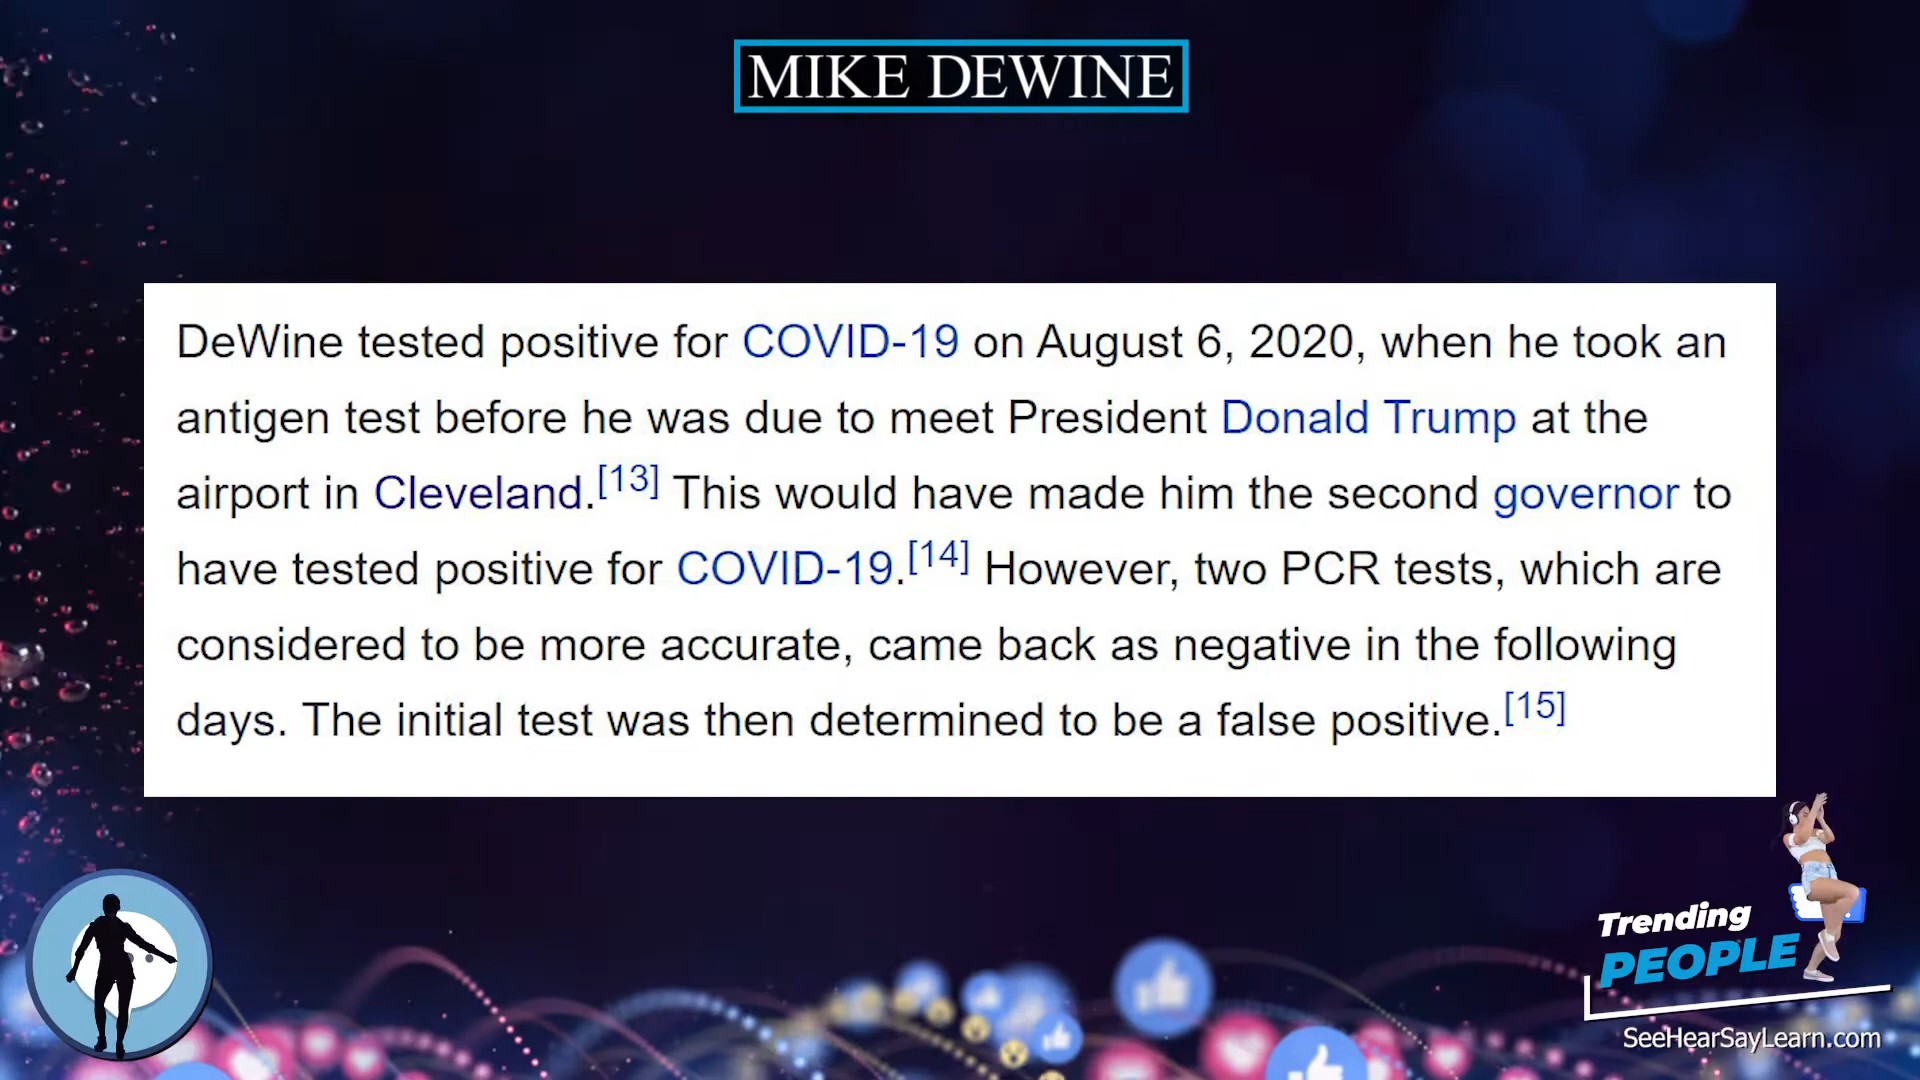 MIKE DEWINE
DeWine tested positive for COVID-19 on August 6, 2020, when he took an
antigen test before he was due to meet President Donald Trump at the
airport in Cleveland.[13] This would have made him the second governor to
have tested positive for COVID-19.[14] However, two PCR tests, which are
considered to be more accurate, came back as negative in the following
days. The initial test was then determined to be a false positive.[15]
Trending
PEOPLE
SeeHearSayLearn.com